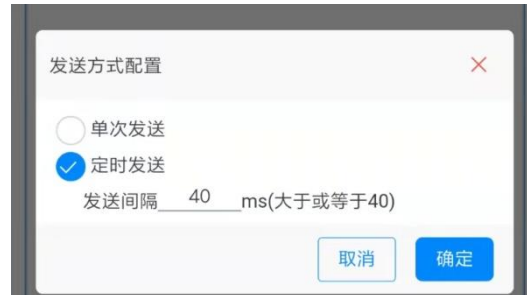 发送方式配置
单次发送
定时发送
发送间隔 40 ms(大于或等于40)
取消 确定